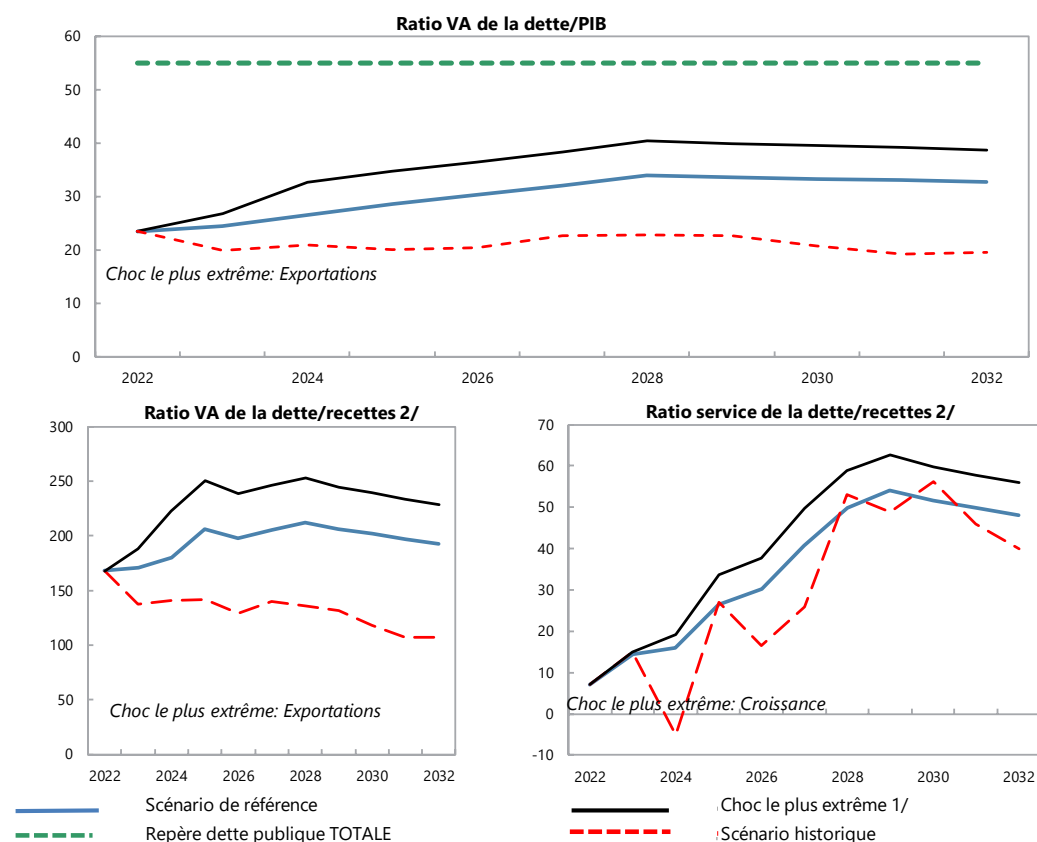 Ratio VA de la dette/PIB
60
50
40
30
20
10
0
Choc le plus extrême: Exportations
2022 2024 2026 2028 2030 2032
Ratio VA de la dette/recettes 2/
300
250
200
150
100
50
0
Choc le plus extrême: Exportations
2022 2024 2026 2028 2030 2032
Ratio service de la dette/recettes 2/
70
60
50
40
30
20
10
0
-10
Choc le plus extrême: Croissance
2022 2024 2026 2028 2030 2032
Scénario de référence
Choc le plus extrême 1/
Repère dette publique TOTALE
Scénario historique